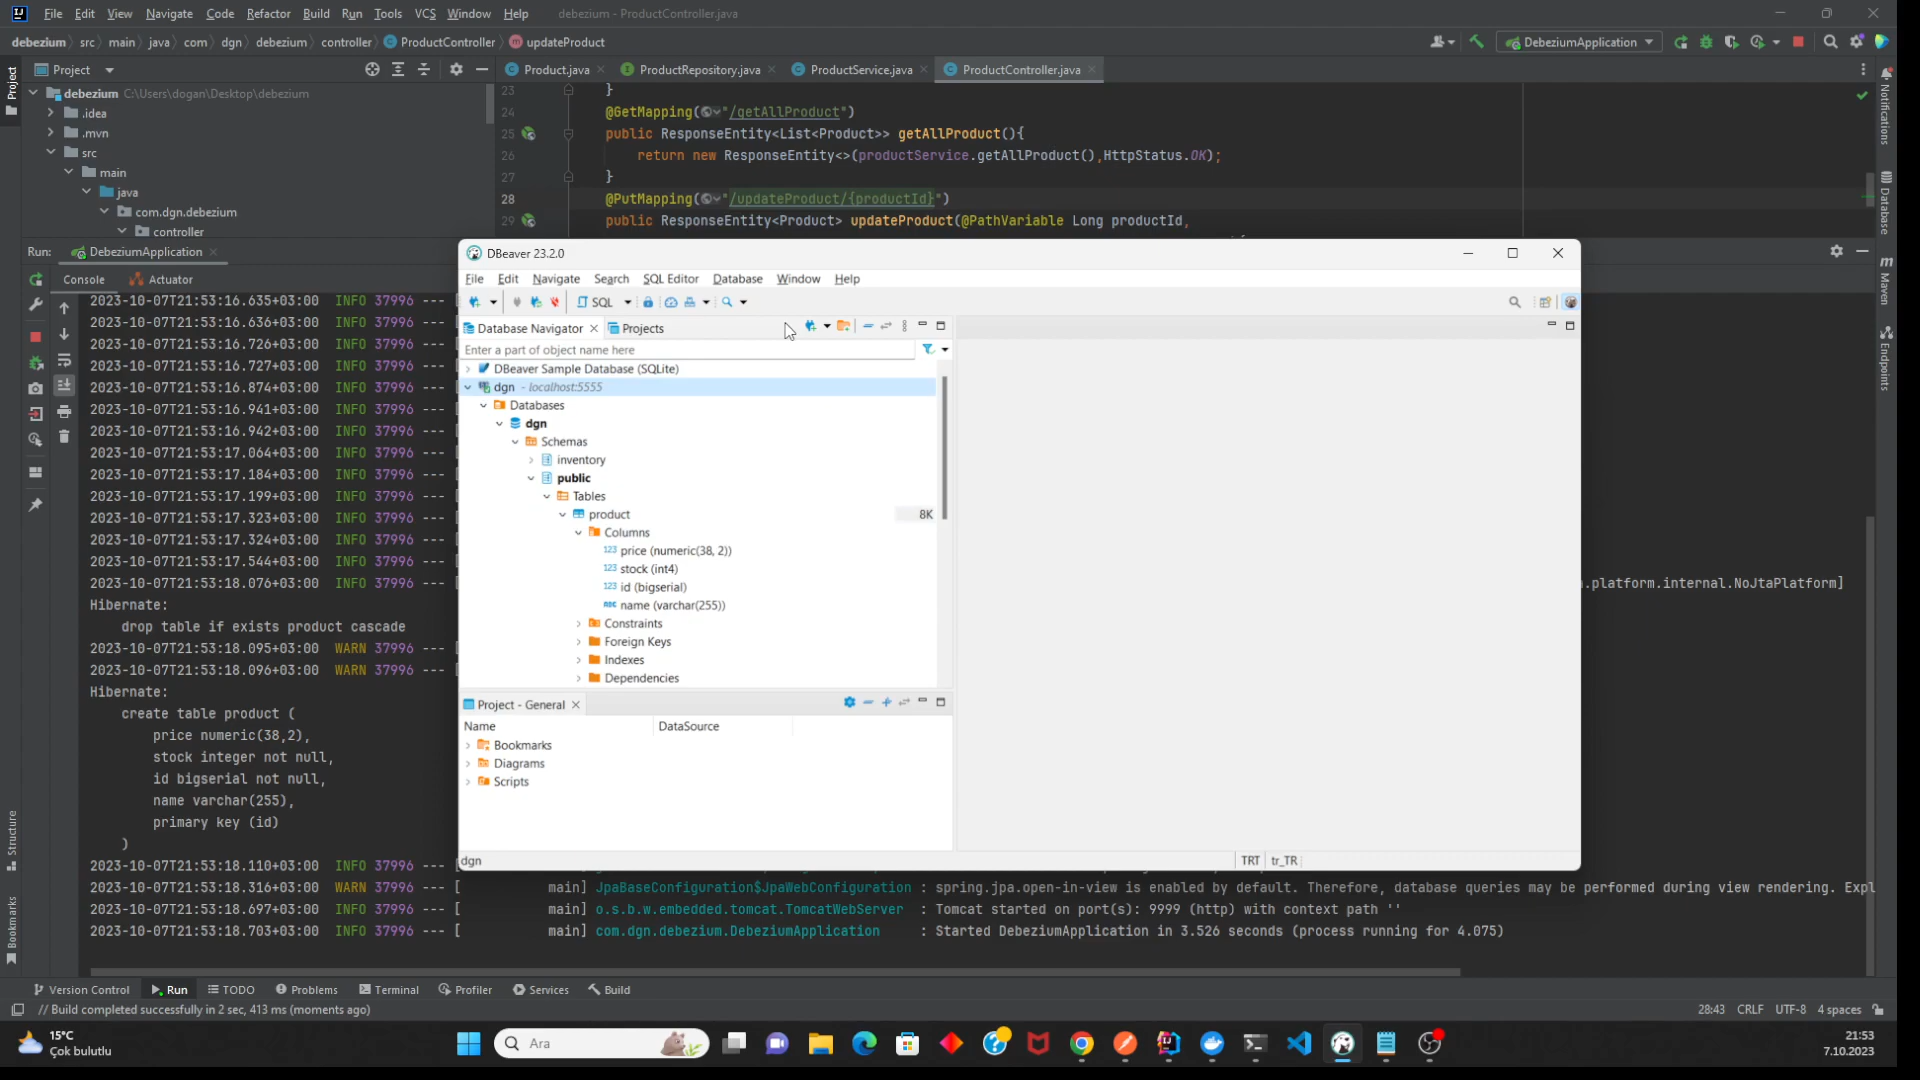 File Edit View Navigate Code Refactor Build Run Tools VCS Window Help debezium - ProductController.java
debezium src main java com dgn debezium controller ProductController updateProduct
DebeziumApplication
Project
Project
Product.java ProductRepository.java ProductService.java ProductController.java
debezium C:\Users\dogan\Desktop\debezium
.idea
.mvn
src
main
java
com.dgn.debezium
controller
23 }
24 @GetMapping("/getAllProduct")
25 public ResponseEntity<List<Product>> getAllProduct(){
26 return new ResponseEntity<>(productService.getAllProduct(),HttpStatus.OK);
27 }
28 @PutMapping("/updateProduct/{productId}")
29 public ResponseEntity<Product> updateProduct(@PathVariable Long productId,
Notifications
Database
Maven
Endpoints
Run: DebeziumApplication
Console Actuator
2023-10-07T21:53:16.635+03:00 INFO 37996 --- [
2023-10-07T21:53:16.636+03:00 INFO 37996 --- [
2023-10-07T21:53:16.726+03:00 INFO 37996 --- [
2023-10-07T21:53:16.727+03:00 INFO 37996 --- [
2023-10-07T21:53:16.874+03:00 INFO 37996 --- [
2023-10-07T21:53:16.941+03:00 INFO 37996 --- [
2023-10-07T21:53:16.942+03:00 INFO 37996 --- [
2023-10-07T21:53:17.064+03:00 INFO 37996 --- [
2023-10-07T21:53:17.184+03:00 INFO 37996 --- [
2023-10-07T21:53:17.199+03:00 INFO 37996 --- [
2023-10-07T21:53:17.323+03:00 INFO 37996 --- [
2023-10-07T21:53:17.324+03:00 INFO 37996 --- [
2023-10-07T21:53:17.544+03:00 INFO 37996 --- [
2023-10-07T21:53:18.076+03:00 INFO 37996 --- [ .platform.internal.NoJtaPlatform]
Hibernate:
drop table if exists product cascade
2023-10-07T21:53:18.095+03:00 WARN 37996 --- [
2023-10-07T21:53:18.096+03:00 WARN 37996 --- [
Hibernate:
create table product (
price numeric(38,2),
stock integer not null,
id bigserial not null,
name varchar(255),
primary key (id)
)
2023-10-07T21:53:18.110+03:00 INFO 37996 --- [
2023-10-07T21:53:18.316+03:00 WARN 37996 --- [ main] JpaBaseConfiguration$JpaWebConfiguration : spring.jpa.open-in-view is enabled by default. Therefore, database queries may be performed during view rendering. Expl
2023-10-07T21:53:18.697+03:00 INFO 37996 --- [ main] o.s.b.w.embedded.tomcat.TomcatWebServer : Tomcat started on port(s): 9999 (http) with context path ''
2023-10-07T21:53:18.703+03:00 INFO 37996 --- [ main] com.dgn.debezium.DebeziumApplication : Started DebeziumApplication in 3.526 seconds (process running for 4.075)
DBeaver 23.2.0
File Edit Navigate Search SQL Editor Database Window Help
SQL
Database Navigator Projects
Enter a part of object name here
DBeaver Sample Database (SQLite)
dgn - localhost:5555
Databases
dgn
Schemas
inventory
public
Tables
product 8K
Columns
123 price (numeric(38, 2))
123 stock (int4)
123 id (bigserial)
ABC name (varchar(255))
Constraints
Foreign Keys
Indexes
Dependencies
Project - General
Name DataSource
Bookmarks
Diagrams
Scripts
dgn TRT tr_TR
Structure
Bookmarks
Version Control Run TODO Problems Terminal Profiler Services Build
// Build completed successfully in 2 sec, 413 ms (moments ago) 28:43 CRLF UTF-8 4 spaces
15°C
Çok bulutlu
Ara
21:53
7.10.2023